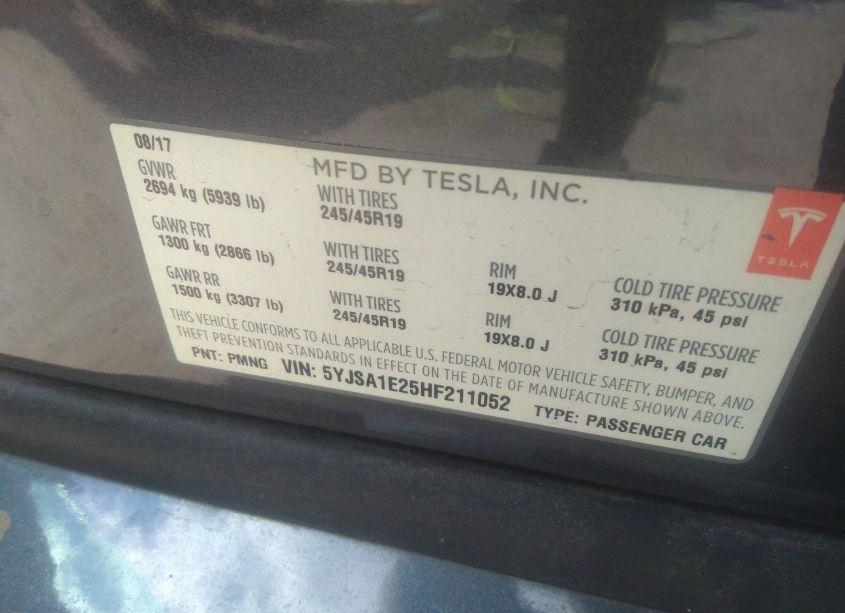 08/17
MFD BY TESLA, INC.
GVWR
2694 kg (5939 lb)
WITH TIRES
245/45R19
GAWR FRT
1300 kg (2866 lb)
WITH TIRES
245/45R19
RIM
19X8.0 J
COLD TIRE PRESSURE
310 kPa, 45 psi
GAWR RR
1500 kg (3307 lb)
WITH TIRES
245/45R19
RIM
19X8.0 J
COLD TIRE PRESSURE
310 kPa, 45 psi
TESLA
THIS VEHICLE CONFORMS TO ALL APPLICABLE U.S. FEDERAL MOTOR VEHICLE SAFETY, BUMPER, AND
THEFT PREVENTION STANDARDS IN EFFECT ON THE DATE OF MANUFACTURE SHOWN ABOVE.
PNT: PMNG VIN: 5YJSA1E25HF211052 TYPE: PASSENGER CAR